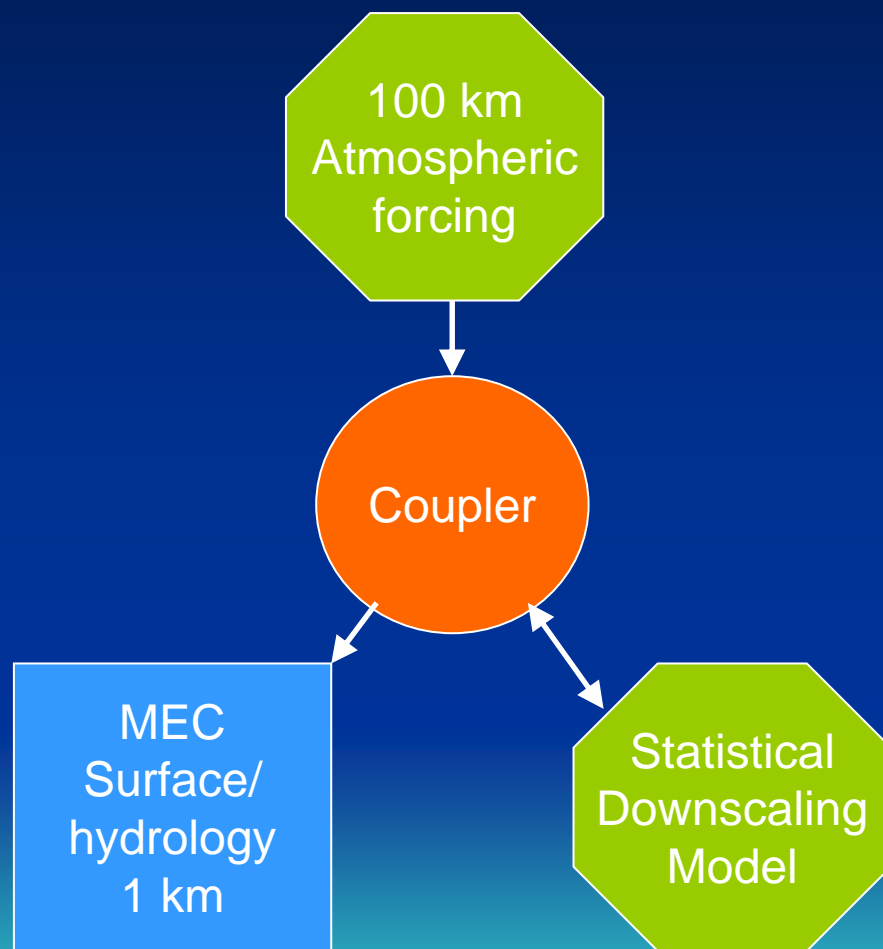 100 km
Atmospheric
forcing
Coupler
MEC
Surface/
hydrology
1 km
Statistical
Downscaling
Model